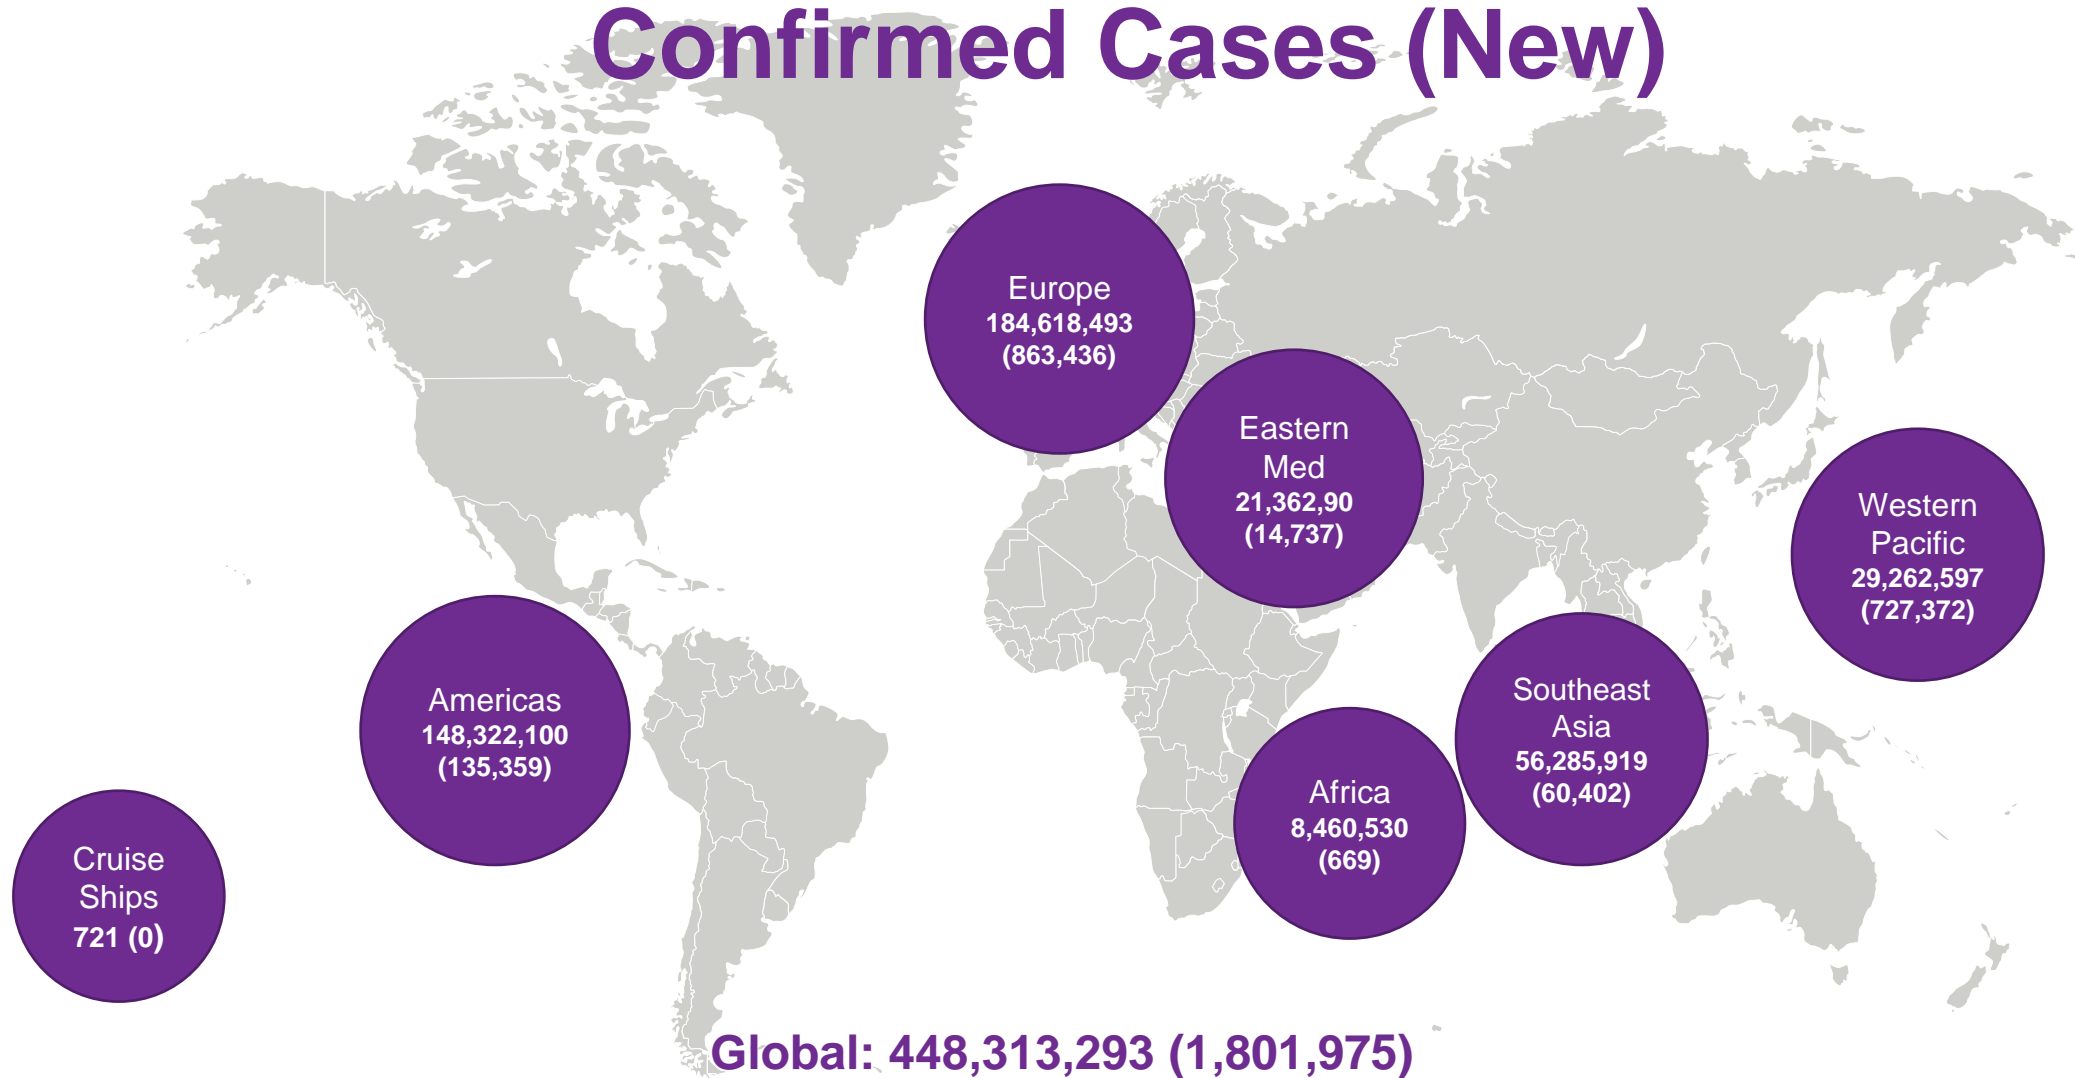 Confirmed Cases (New)
Europe
184,618,493
(863,436)
Eastern
Med
21,362,90
(14,737)
Western
Pacific
29,262,597
(727,372)
Americas
148,322,100
(135,359)
Southeast
Asia
56,285,919
(60,402)
Africa
8,460,530
(669)
Cruise
Ships
721 (0)
Global: 448,313,293 (1,801,975)